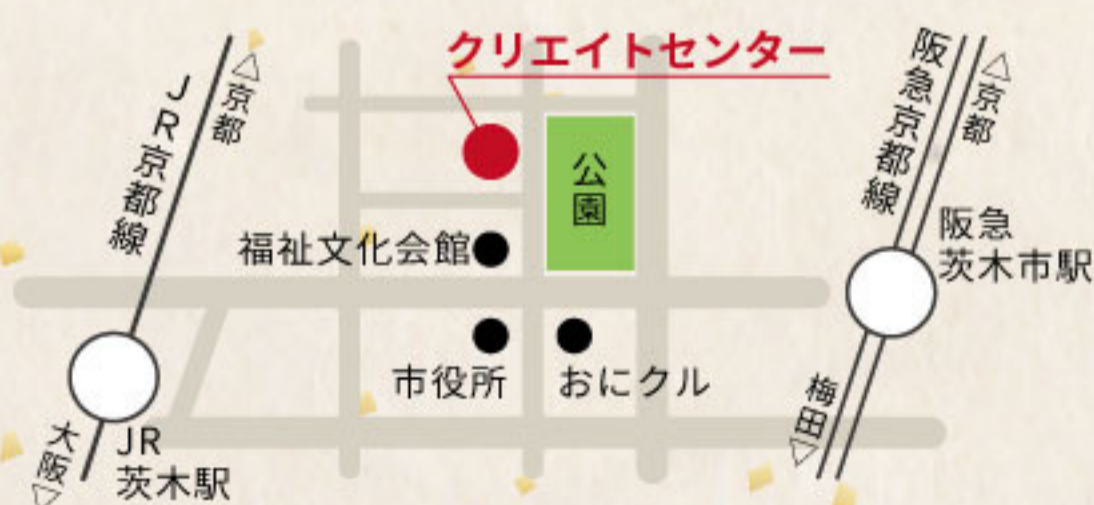 クリエイトセンター
△京都
JR京都線
公園
阪急京都線
△京都
阪急
茨木市駅
福祉文化会館
市役所
おにクル
梅田▽
大阪▽
JR
茨木駅